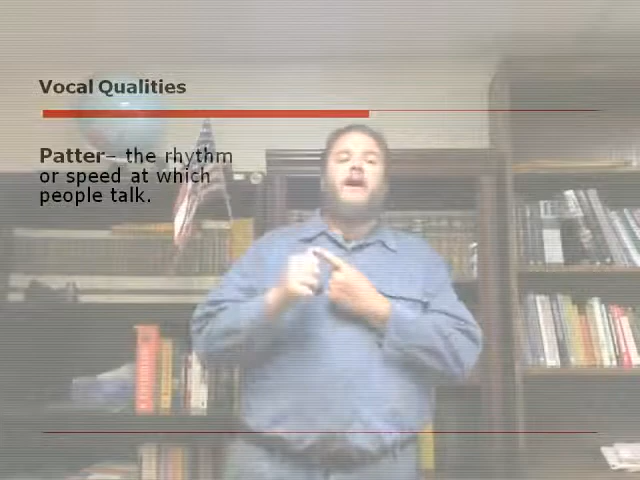 Vocal Qualities
Patter– the rhythm
or speed at which
people talk.